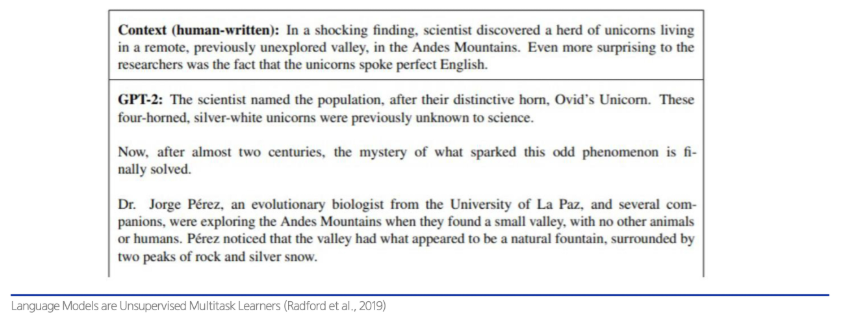 Context (human-written): In a shocking finding, scientist discovered a herd of unicorns living
in a remote, previously unexplored valley, in the Andes Mountains. Even more surprising to the
researchers was the fact that the unicorns spoke perfect English.
GPT-2: The scientist named the population, after their distinctive horn, Ovid's Unicorn. These
four-horned, silver-white unicorns were previously unknown to science.
Now, after almost two centuries, the mystery of what sparked this odd phenomenon is fi-
nally solved.
Dr. Jorge Pérez, an evolutionary biologist from the University of La Paz, and several com-
panions, were exploring the Andes Mountains when they found a small valley, with no other animals
or humans. Pérez noticed that the valley had what appeared to be a natural fountain, surrounded by
two peaks of rock and silver snow.
Language Models are Unsupervised Multitask Learners (Radford et al., 2019)